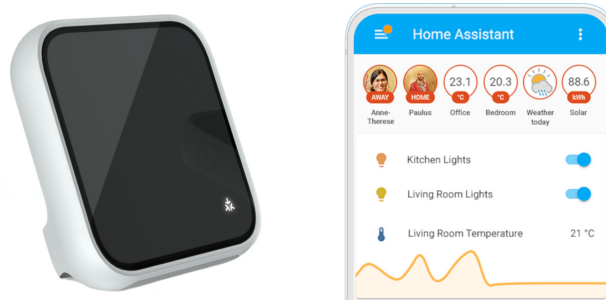 Home Assistant
AWAY
HOME
23.1
°C
20.3
°C
88.6
kWh
Anne-
Therese
Paulus
Office
Bedroom
Weather
today
Solar
Kitchen Lights
Living Room Lights
Living Room Temperature 21 °C